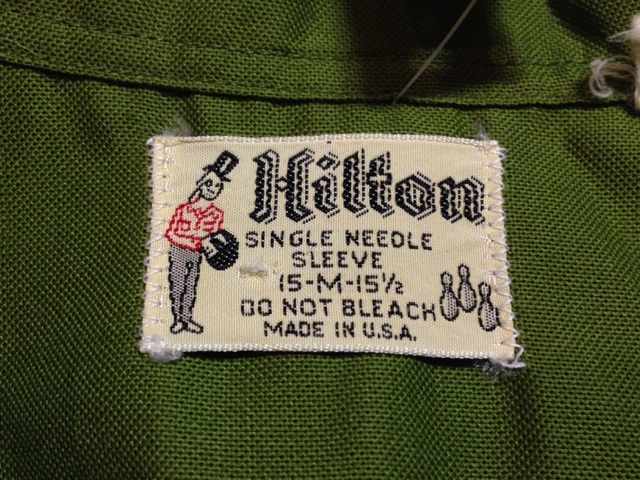 Hilton
SINGLE NEEDLE
SLEEVE
15-M-15½
DO NOT BLEACH
MADE IN U.S.A.